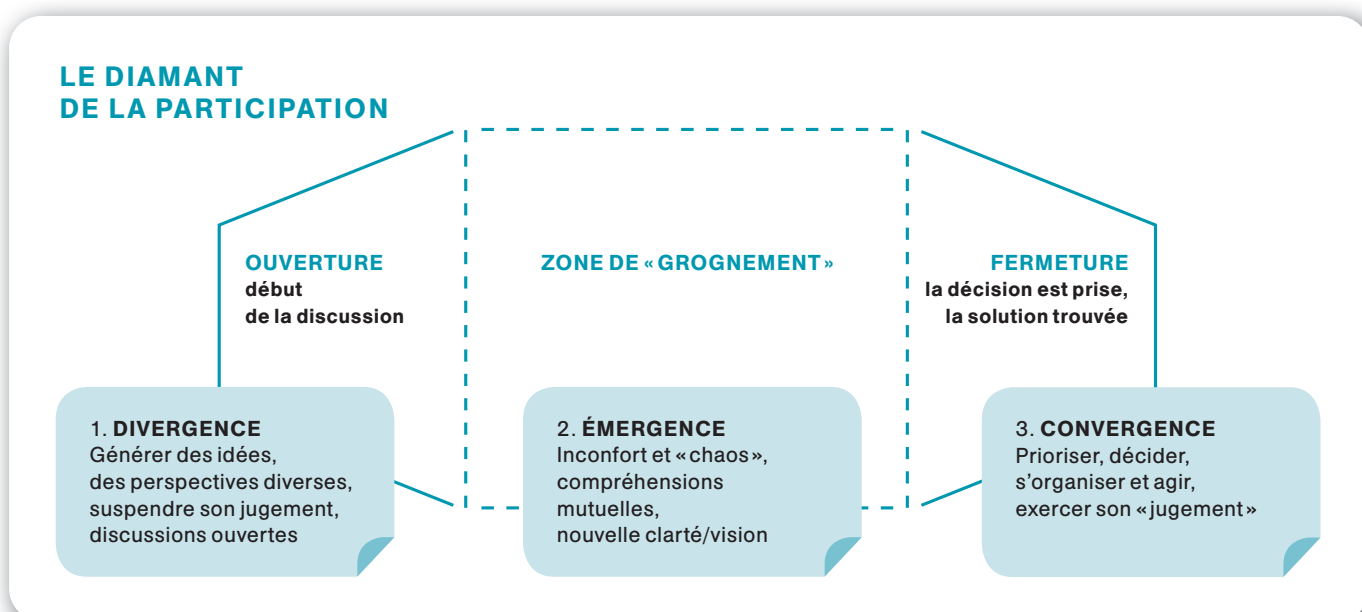 LE DIAMANT
DE LA PARTICIPATION
OUVERTURE
début
de la discussion
ZONE DE « GROGNEMENT »
FERMETURE
la décision est prise,
la solution trouvée
1. DIVERGENCE
Générer des idées,
des perspectives diverses,
suspendre son jugement,
discussions ouvertes
2. ÉMERGENCE
Inconfort et « chaos »,
compréhensions
mutuelles,
nouvelle clarté/vision
3. CONVERGENCE
Prioriser, décider,
s’organiser et agir,
exercer son « jugement »